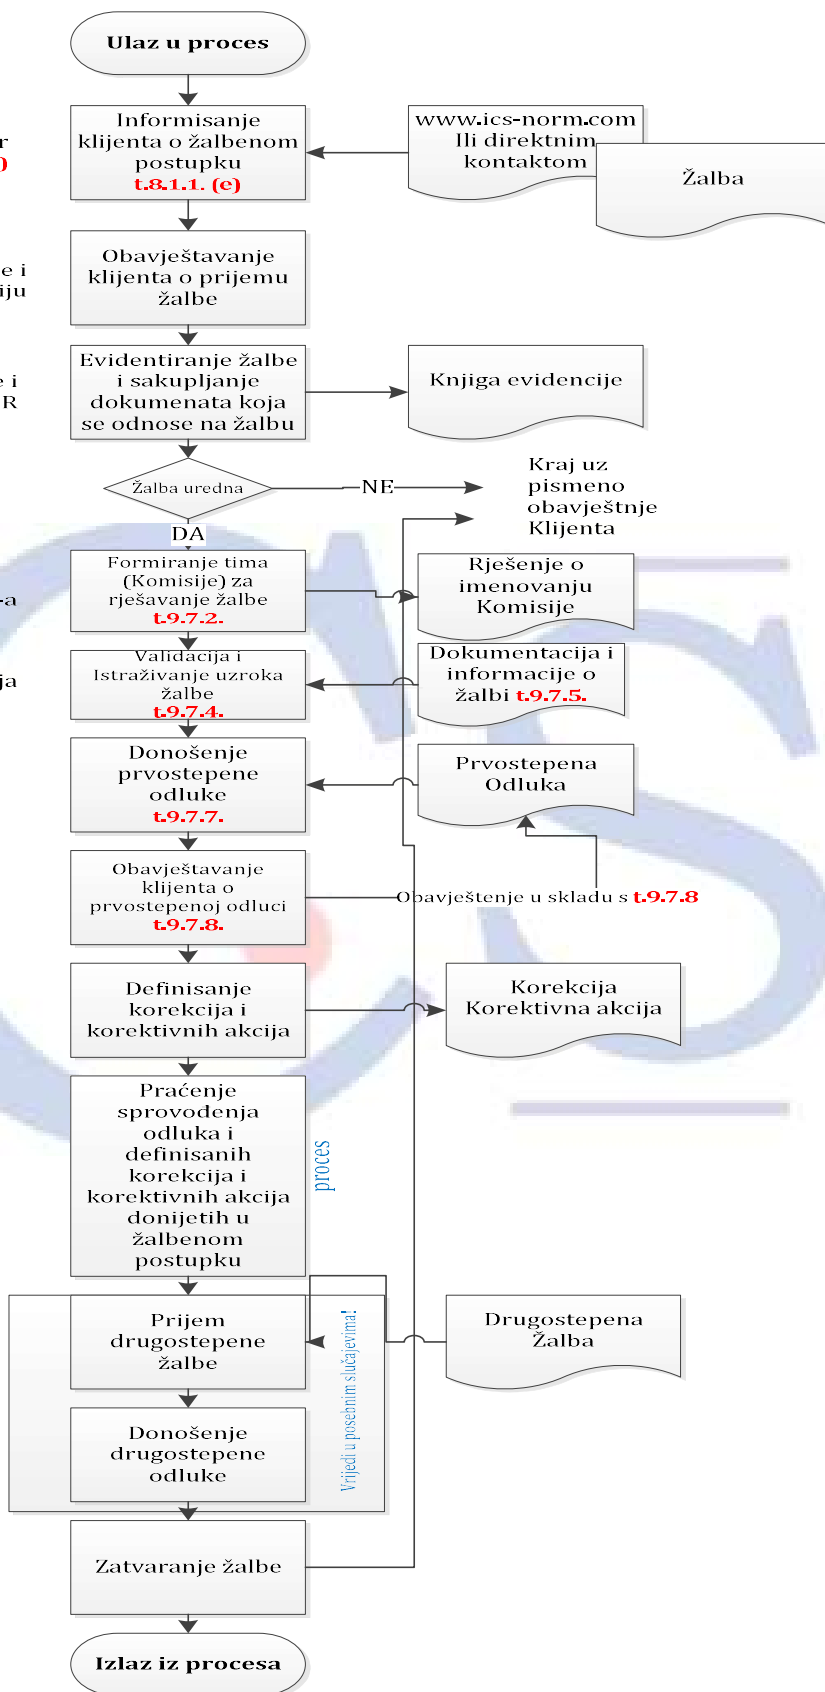 Ulaz u proces
Informisanje
klijenta o žalbenom
postupku
t.8.1.1. (e)
www.ics-norm.com
Ili direktnim
kontaktom
Žalba
r
)
Obavještavanje
klijenta o prijemu
žalbe
e i
iju
Evidentiranje žalbe
i sakupljanje
dokumenata koja
se odnose na žalbu
Knjiga evidencije
e i
R
Žalba uredna
NE
Kraj uz
pismeno
obavještnje
Klijenta
DA
Formiranje tima
(Komisije) za
rješavanje žalbe
t.9.7.2.
Rješenje o
imenovanju
Komisije
-a
Validacija i
Istraživanje uzroka
žalbe
t.9.7.4.
Dokumentacija i
informacije o
žalbi t.9.7.5.
ja
Donošenje
prvostepene
odluke
t.9.7.7.
Prvostepena
Odluka
Obavještavanje
klijenta o
prvostepenoj odluci
t.9.7.8.
Obavještenje u skladu s t.9.7.8
Definisanje
korekcija i
korektivnih akcija
Korekcija
Korektivna akcija
Praćenje
sprovođenja
odluka i
definisanih
korekcija i
korektivnih akcija
donijetih u
žalbenom
postupku
proces
Prijem
drugostepene
žalbe
Drugostepena
Žalba
Vrijedi u posebnim slučajevima!
Donošenje
drugostepene
odluke
Zatvaranje žalbe
Izlaz iz procesa